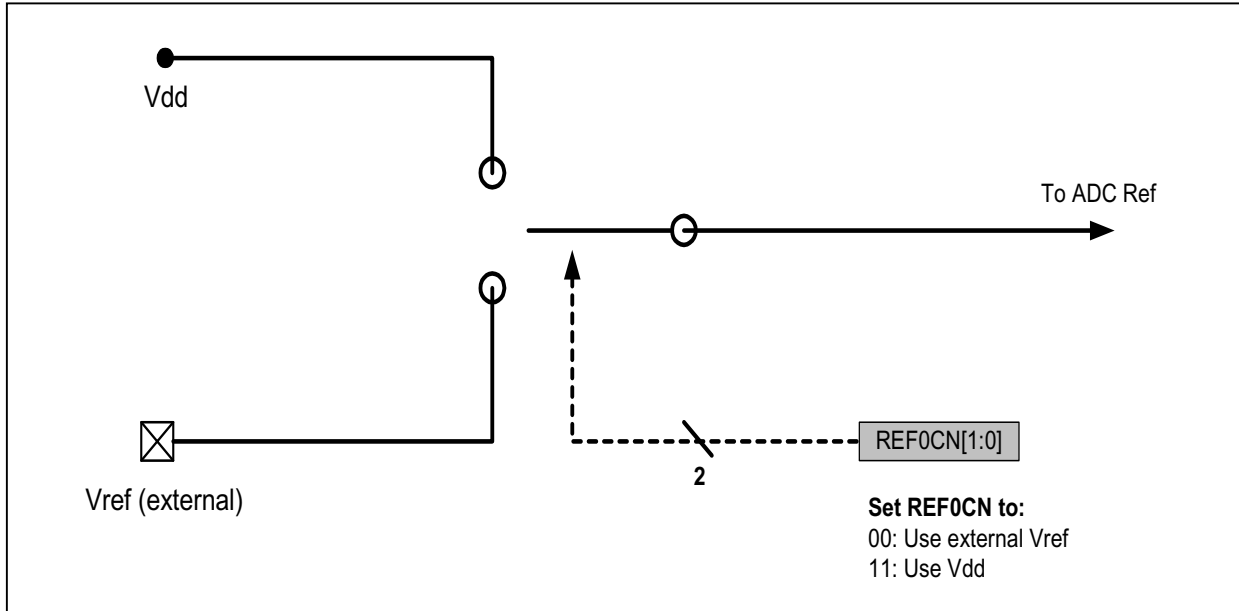 Vdd
To ADC Ref
REF0CN[1:0]
2
Vref (external)
Set REF0CN to:
00: Use external Vref
11: Use Vdd